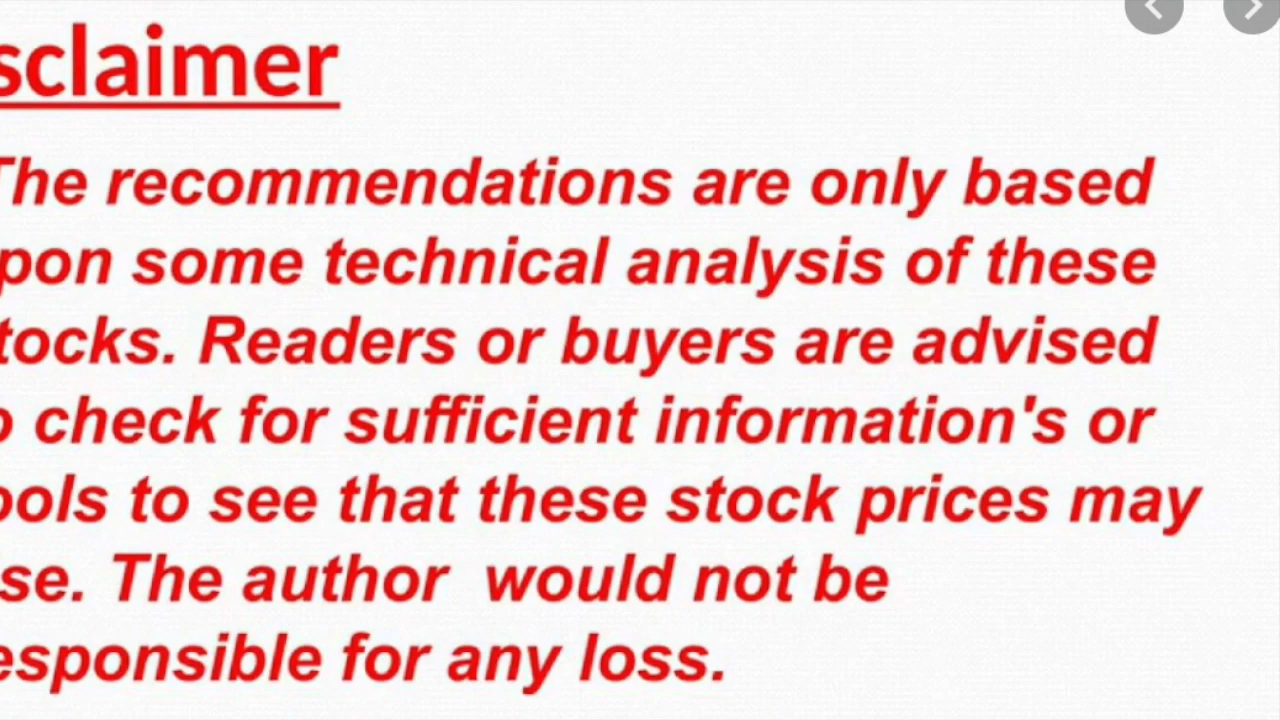 sclaimer
The recommendations are only based
pon some technical analysis of these
tocks. Readers or buyers are advised
o check for sufficient information's or
ools to see that these stock prices may
se. The author would not be
esponsible for any loss.